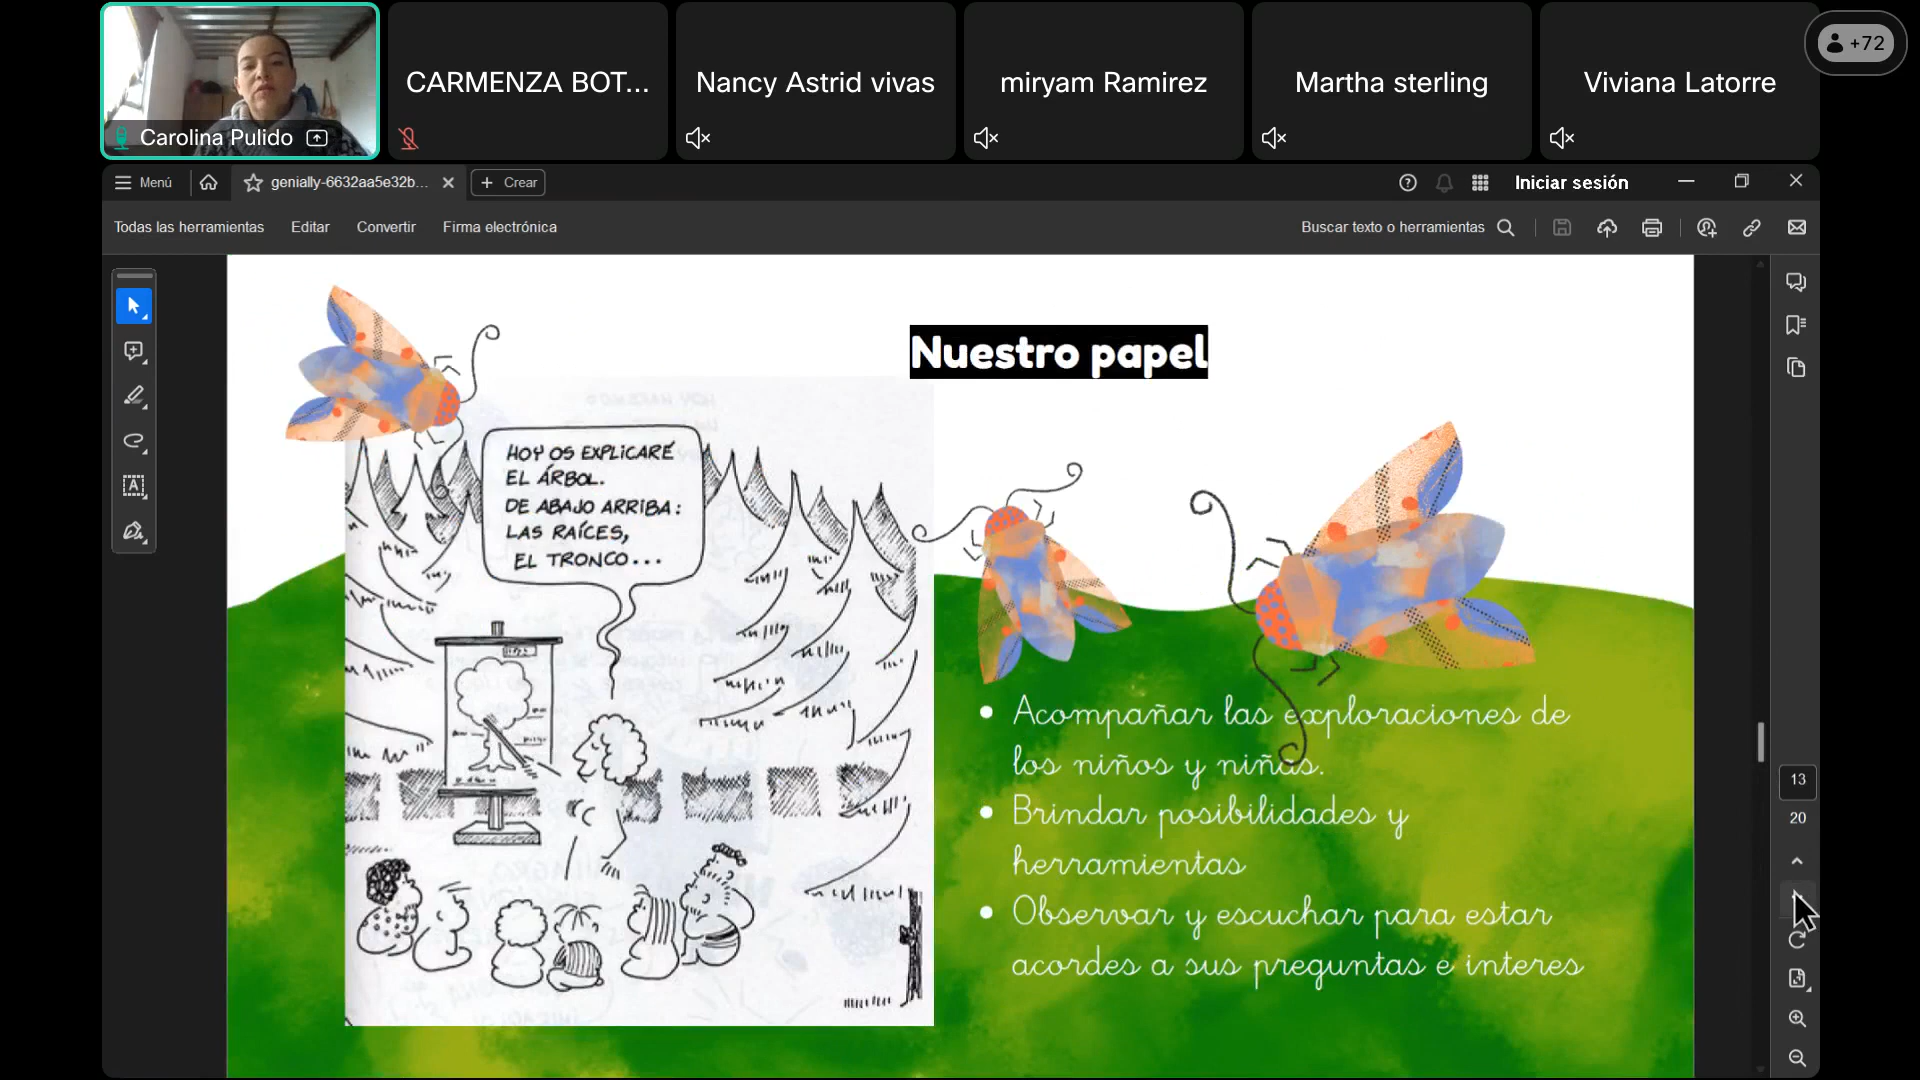 +72
CARMENZA BOT...
Nancy Astrid vivas
miryam Ramirez
Martha sterling
Viviana Latorre
Carolina Pulido
Menú
genially-6632aa5e32b...
Crear
Iniciar sesión
Todas las herramientas
Editar
Convertir
Firma electrónica
Buscar texto o herramientas
Nuestro papel
HOY OS EXPLICARÉ
EL ÁRBOL.
DE ABAJO ARRIBA:
LAS RAÍCES,
EL TRONCO...
• Acompañar las exploraciones de
los niños y niñas.
• Brindar posibilidades y
herramientas
• Observar y escuchar para estar
acordes a sus preguntas e interes
13
20